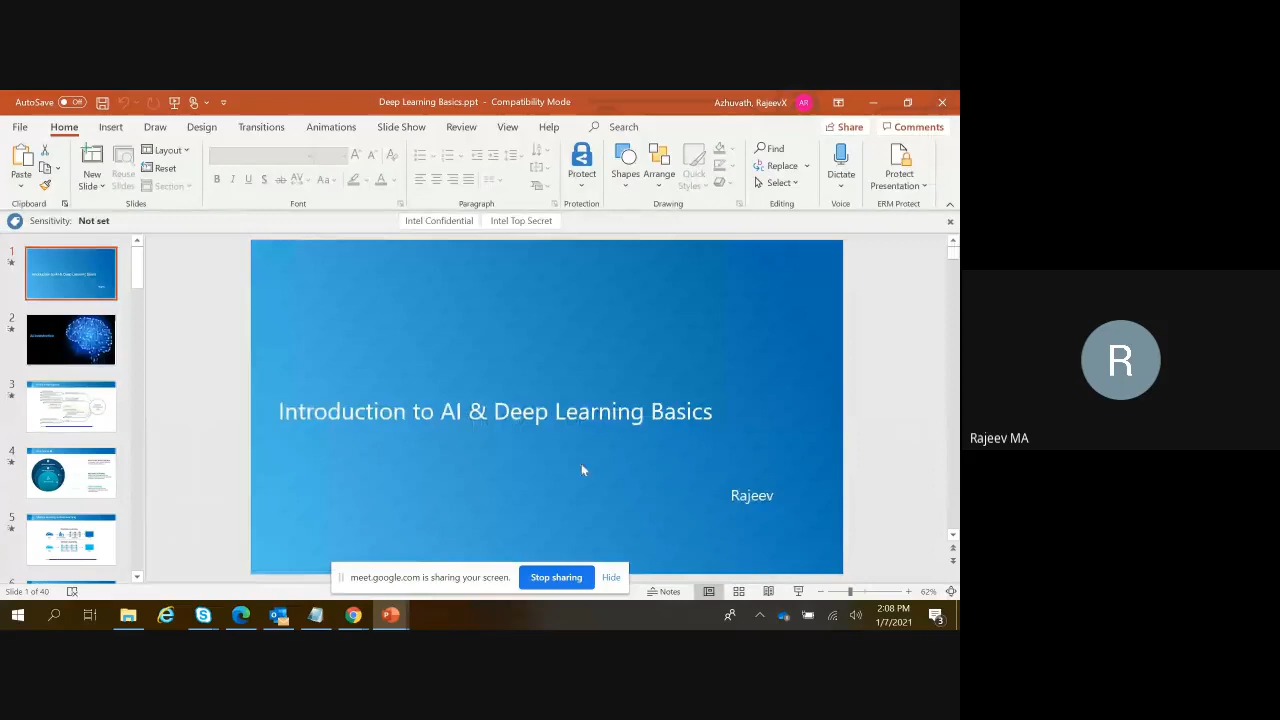 AutoSave Off
Deep Learning Basics.ppt - Compatibility Mode
Azhuvath, RajeevX AR
File Home Insert Draw Design Transitions Animations Slide Show Review View Help Search Share Comments
Paste
New Slide
Reuse Slides
Layout
Reset
Section
B I U S ab AV Aa A
Protect
Shapes Arrange Quick Styles
Find
Replace
Select
Dictate
Protect Presentation
Clipboard Slides Font Paragraph Protection Drawing Editing Voice ERM Protect
Sensitivity: Not set Intel Confidential Intel Top Secret
1
2
3
4
5
Introduction to AI & Deep Learning Basics
Rajeev
R
Rajeev MA
meet.google.com is sharing your screen. Stop sharing Hide
Slide 1 of 40 Notes 62%
2:08 PM
1/7/2021
3